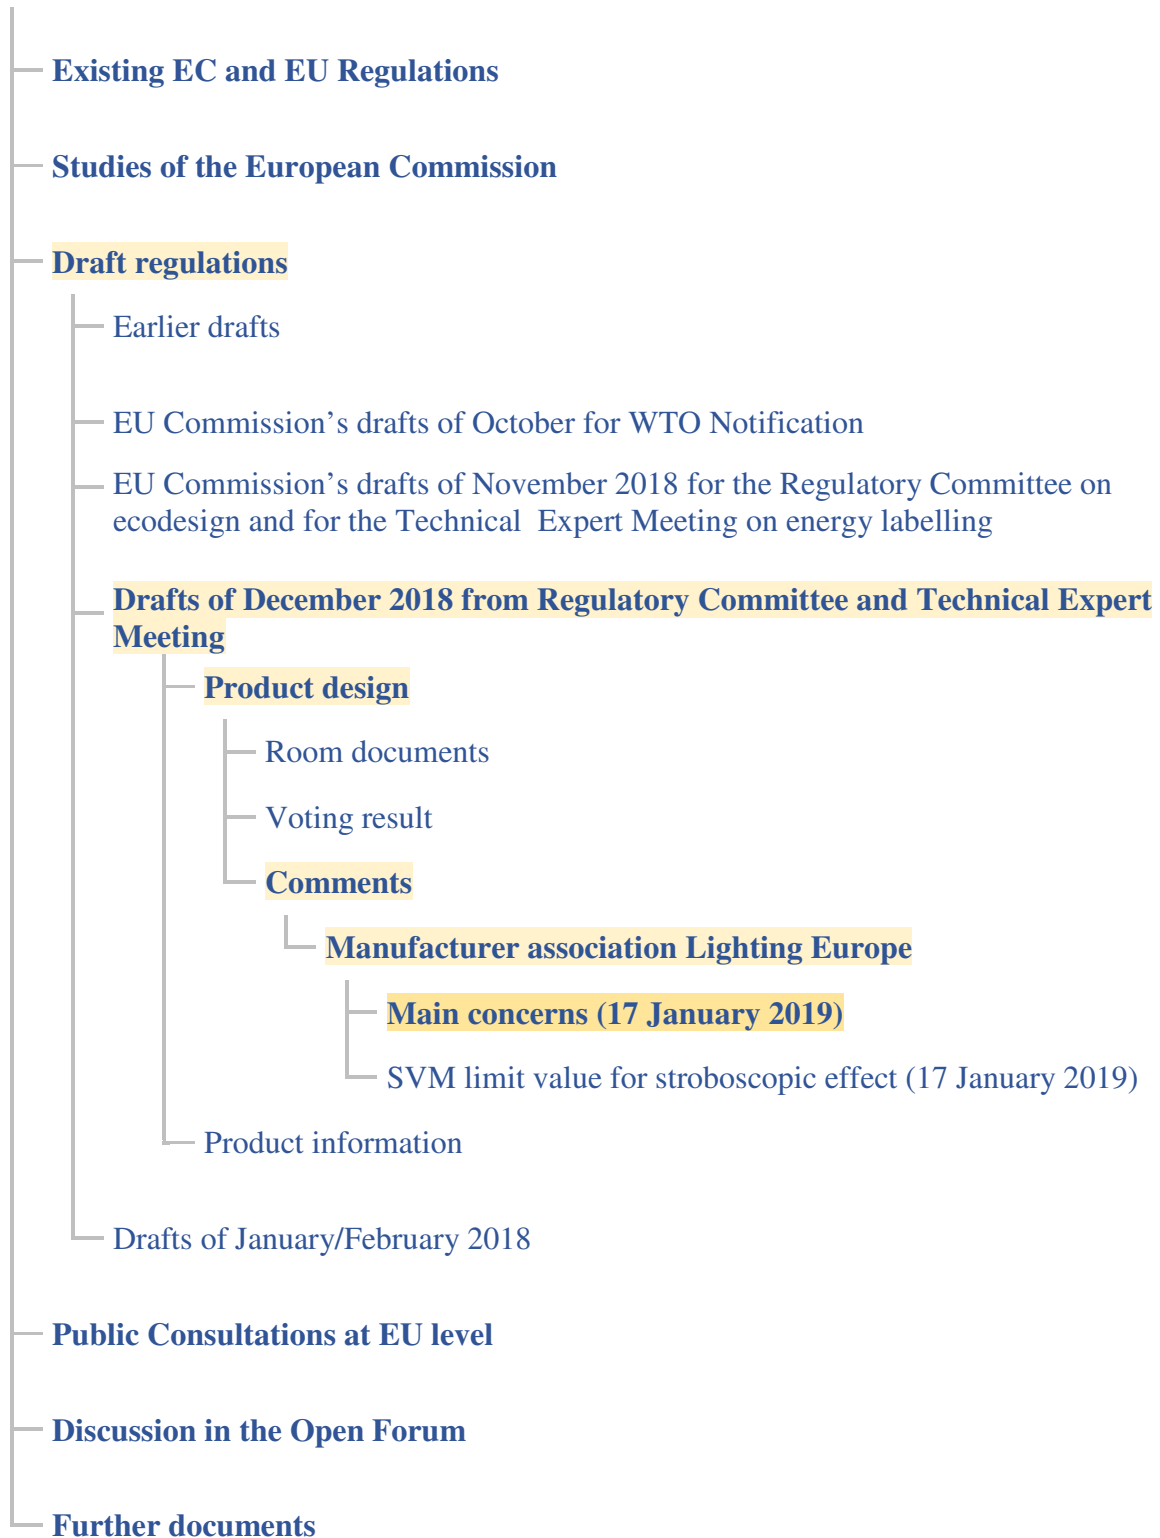 Existing EC and EU Regulations
Studies of the European Commission
Draft regulations
Earlier drafts
EU Commission’s drafts of October for WTO Notification
EU Commission’s drafts of November 2018 for the Regulatory Committee on
ecodesign and for the Technical Expert Meeting on energy labelling
Drafts of December 2018 from Regulatory Committee and Technical Expert
Meeting
Product design
Room documents
Voting result
Comments
Manufacturer association Lighting Europe
Main concerns (17 January 2019)
SVM limit value for stroboscopic effect (17 January 2019)
Product information
Drafts of January/February 2018
Public Consultations at EU level
Discussion in the Open Forum
Further documents